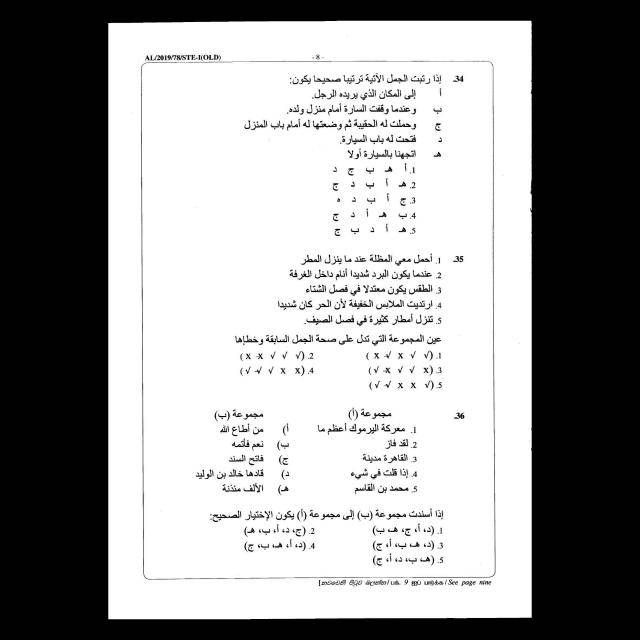 AL/2019/78/STE-I(OLD)
- 8 -
34. إذا رتبت الجمل الآتية ترتيبا صحيحا يكون:
أ إلى المكان الذي يريده الرجل.
ب وعندما وقفت السارة أمام منزل ولده.
ج وحملت له الحقيبة ثم وضعتها له أمام باب المنزل
د فتحت له باب السيارة.
هـ اتجهنا بالسيارة أولا
1. أ هـ ب ج د
2. هـ أ ب د ج
3. ج أ ب د ه
4. ب هـ أ د ج
5. هـ أ د ب ج
35. 1. أحمل معي المظلة عند ما ينزل المطر
2. عندما يكون البرد شديدا أنام داخل الغرفة
3. الطقس يكون معتدلا في فصل الشتاء
4. ارتديت الملابس الخفيفة لأن الحر كان شديدا
5. تنزل أمطار كثيرة في فصل الصيف.
عين المجموعة التي تدل على صحة الجمل السابقة وخطإها
1. (√ √ x √ x) 2. (√ √ √ x x)
3. (x √ √ x √) 4. (x x √ √ √)
5. (√ x x √ √)
36. مجموعة (أ) مجموعة (ب)
1. معركة اليرموك أعظم ما أ) من أطاع الله
2. لقد فاز ب) نعم فأتمه
3. القاهرة مدينة ج) فاتح السند
4. إذا قلت في شيء د) قادها خالد بن الوليد
5. محمد بن القاسم هـ) الألف مئذنة
إذا أسندت مجموعة (ب) إلى مجموعة (أ) يكون الإختيار الصحيح:
1. (د، أ، ج، هـ، ب) 2. (ج، د، أ، ب، هـ)
3. (د، هـ، ب، أ، ج) 4. (د، أ، هـ، ب، ج)
5. (هـ، ب، د، أ، ج)
[නවවෙනි පිටුව බලන්න/பக். 9 ஐப் பார்க்க/See page nine